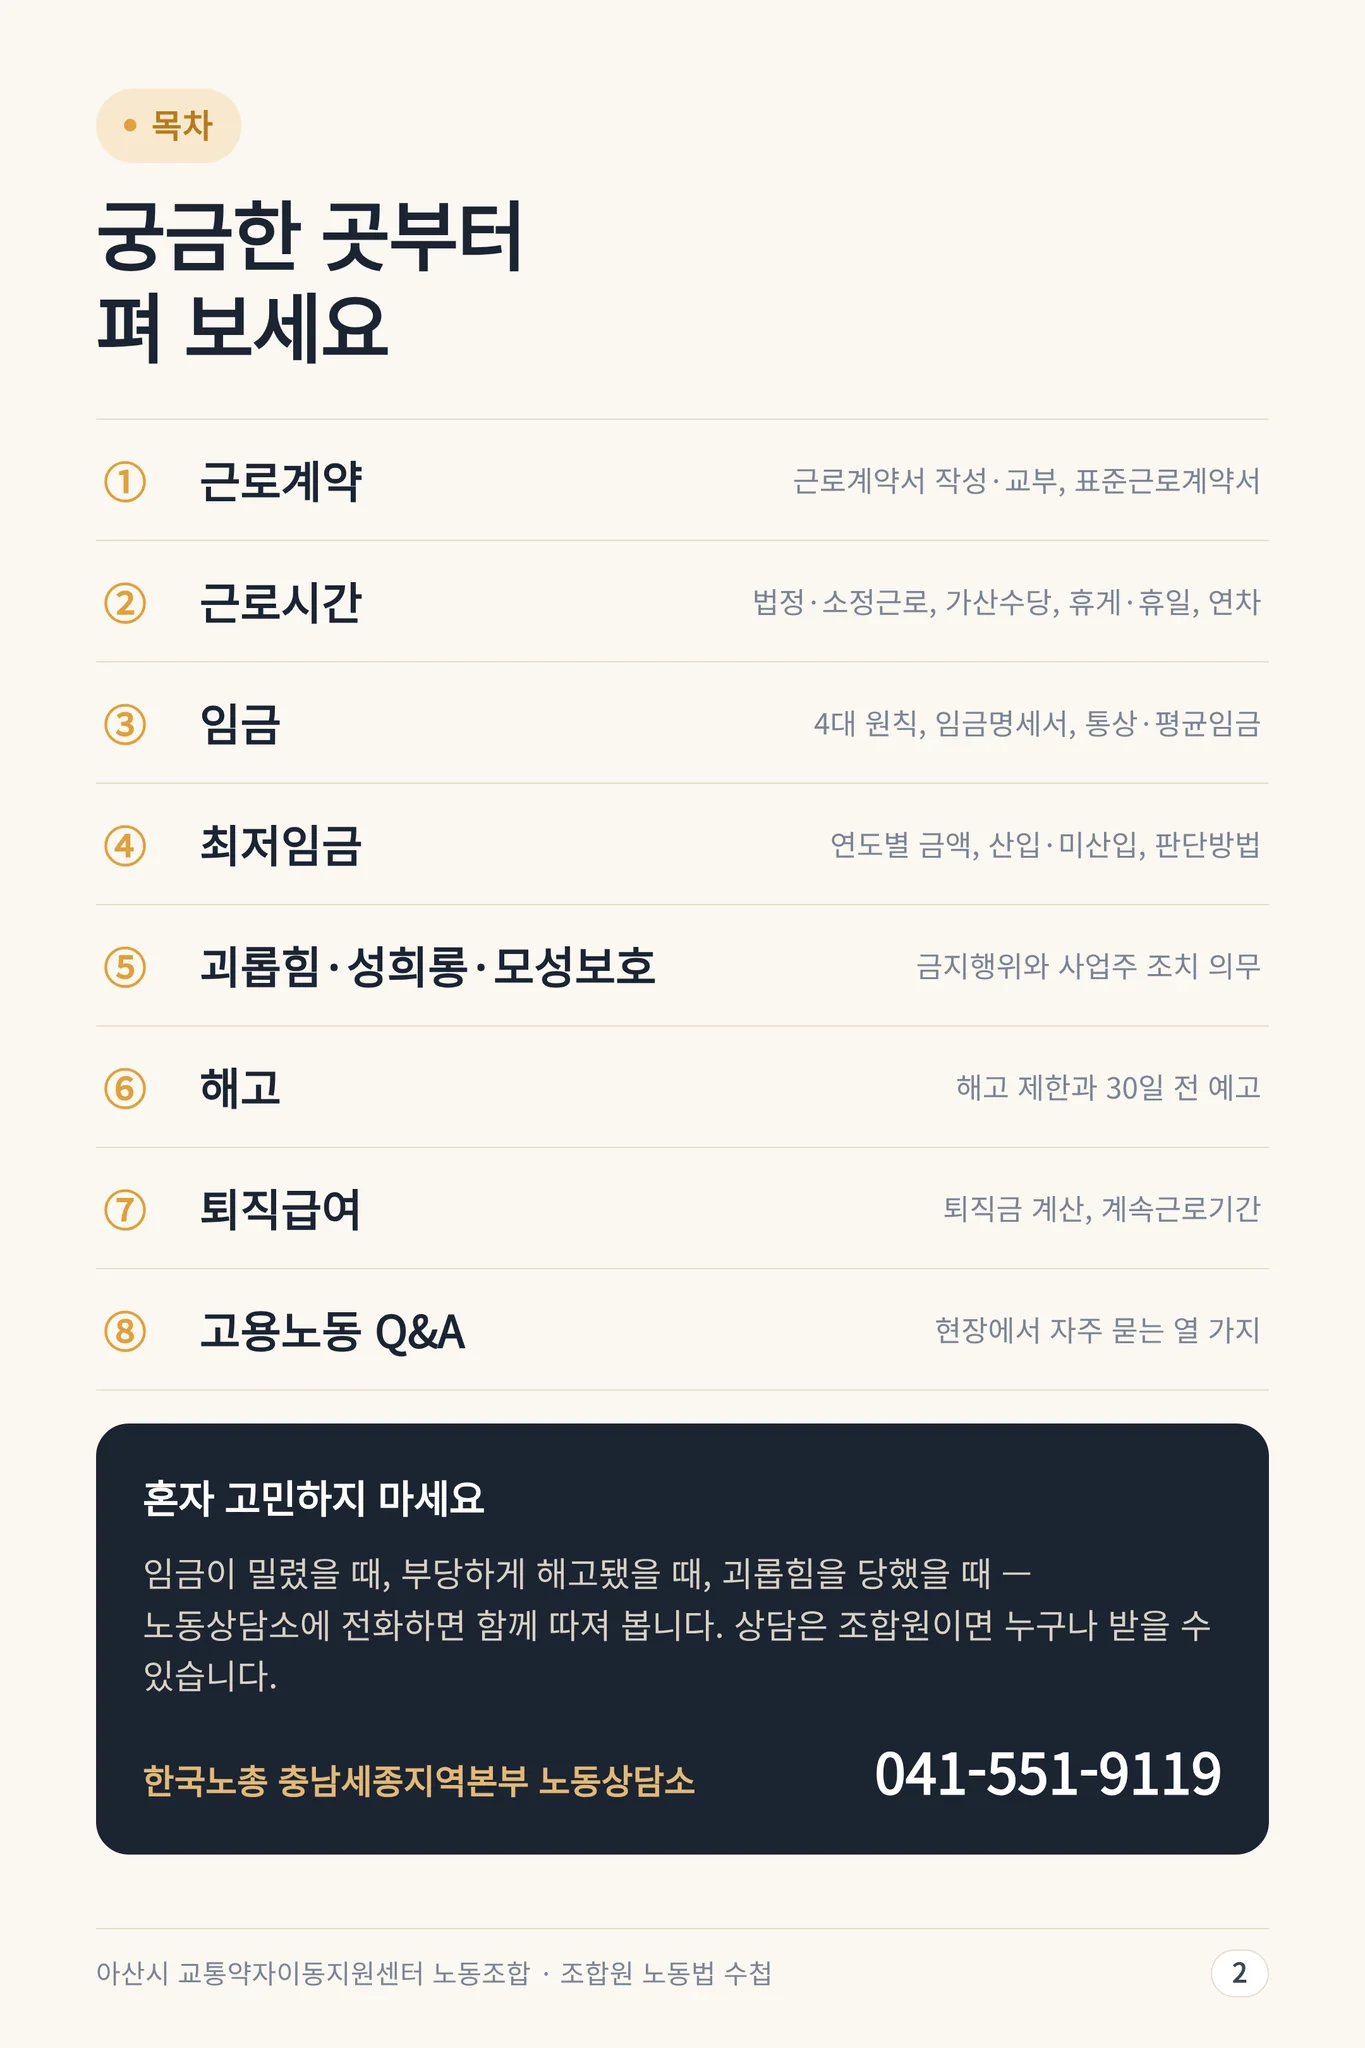 목차
궁금한 곳부터
펴 보세요
① 근로계약 근로계약서 작성·교부, 표준근로계약서
② 근로시간 법정·소정근로, 가산수당, 휴게·휴일, 연차
③ 임금 4대 원칙, 임금명세서, 통상·평균임금
④ 최저임금 연도별 금액, 산입·미산입, 판단방법
⑤ 괴롭힘·성희롱·모성보호 금지행위와 사업주 조치 의무
⑥ 해고 해고 제한과 30일 전 예고
⑦ 퇴직급여 퇴직금 계산, 계속근로기간
⑧ 고용노동 Q&A 현장에서 자주 묻는 열 가지
혼자 고민하지 마세요
임금이 밀렸을 때, 부당하게 해고됐을 때, 괴롭힘을 당했을 때 —
노동상담소에 전화하면 함께 따져 봅니다. 상담은 조합원이면 누구나 받을 수
있습니다.
한국노총 충남세종지역본부 노동상담소 041-551-9119
아산시 교통약자이동지원센터 노동조합 · 조합원 노동법 수첩 2